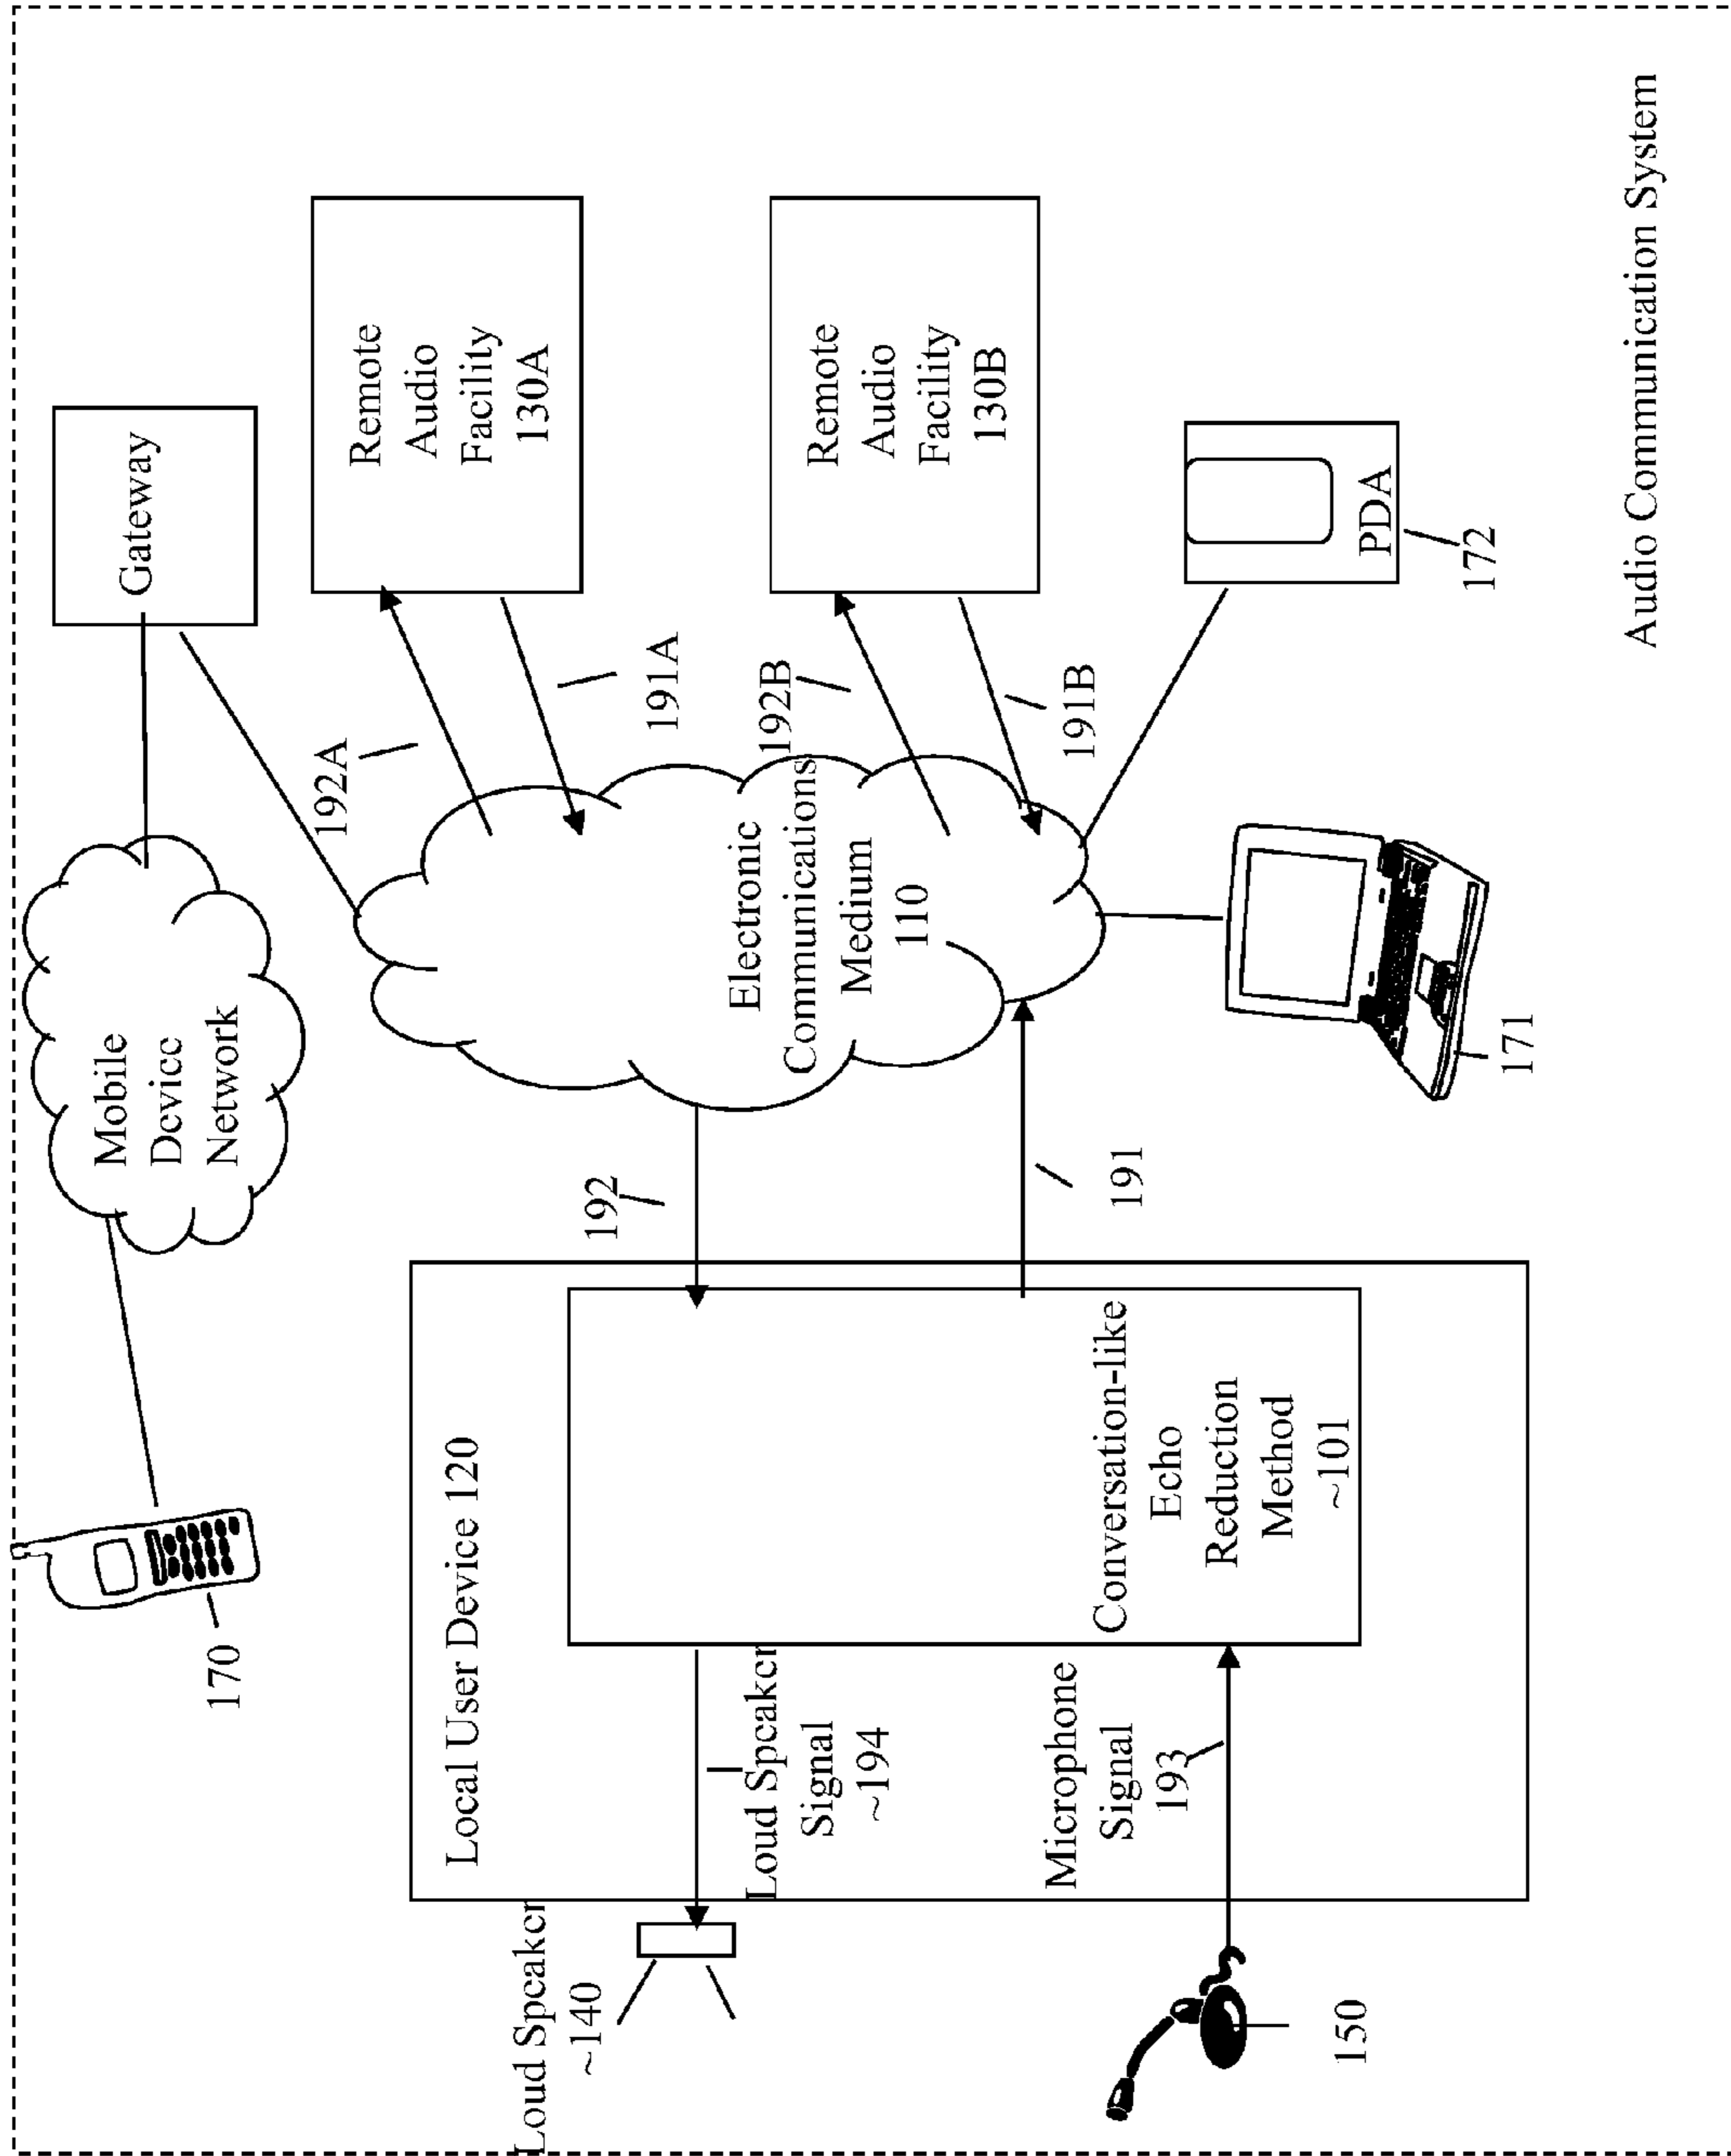 170
Mobile
Device
Network
Gateway
Local User Device 120
Loud Speaker
~140
Loud Speaker
Signal
~194
Microphone
Signal
193
150
Conversation-like
Echo
Reduction
Method
~101
192
191
Electronic
Communications
Medium
110
192A
191A
192B
191B
Remote
Audio
Facility
130A
Remote
Audio
Facility
130B
PDA
172
171
Audio Communication System